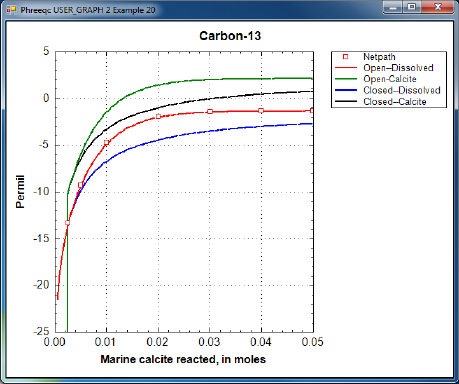 Phreeqc USER_GRAPH 2 Example 20
Carbon-13
Netpath
Open--Dissolved
Open-Calcite
Closed--Dissolved
Closed--Calcite
Permil
5
0
-5
-10
-15
-20
-25
0.00 0.01 0.02 0.03 0.04 0.05
Marine calcite reacted, in moles